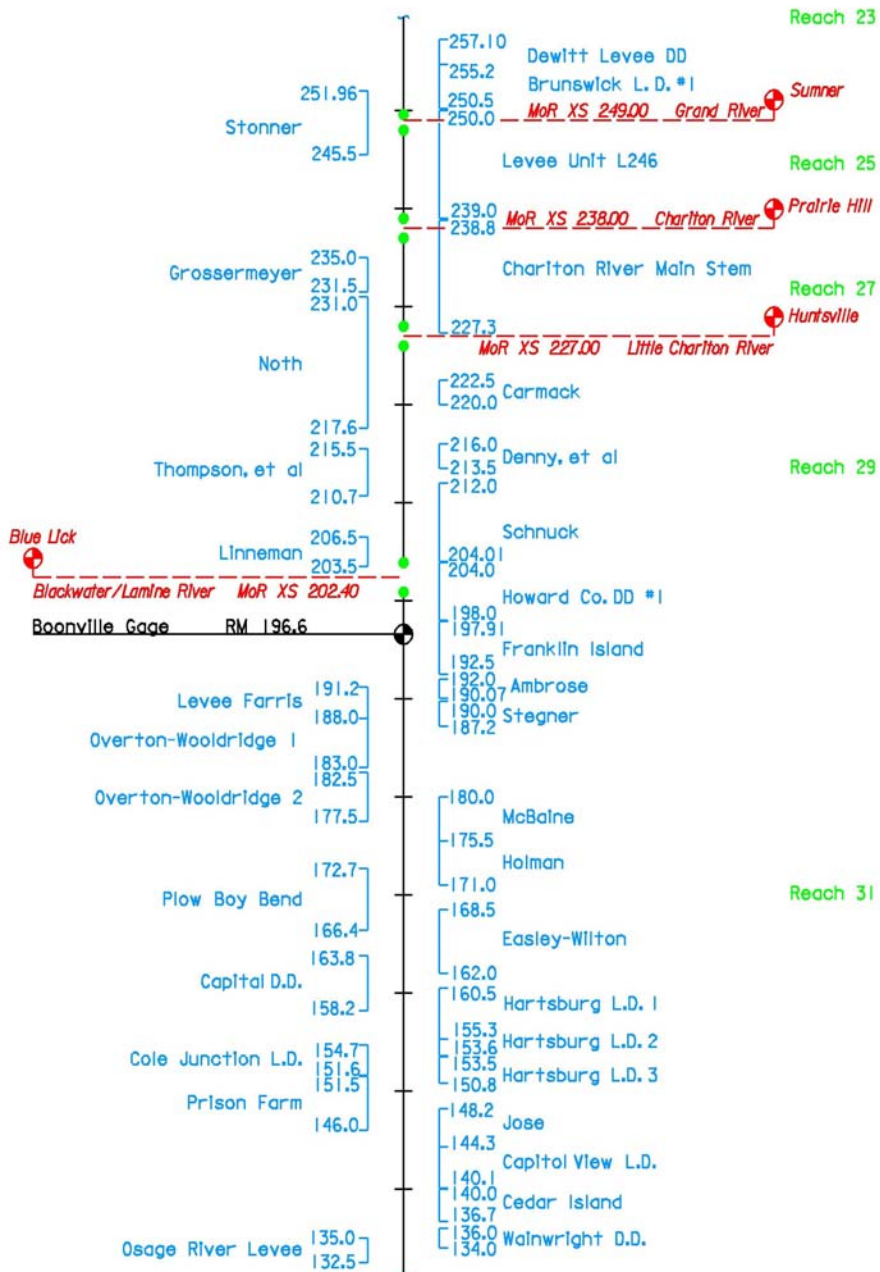 Reach 23
257.10
Dewitt Levee DD
255.2
Brunswick L.D. #1
Sumner
251.96
250.5
MoR XS 249.00 Grand River
250.0
Stonner
245.5
Levee Unit L246
Reach 25
239.0
MoR XS 238.00 Chariton River
Prairie Hill
238.8
235.0
Grossermeyer
231.5
231.0
Chariton River Main Stem
Reach 27
Huntsville
227.3
MoR XS 227.00 Little Chariton River
Noth
222.5
Carmack
220.0
217.6
215.5
216.0
Denny, et al
213.5
Thompson, et al
Reach 29
212.0
210.7
Blue Lick
206.5
Linneman
203.5
Schnuck
204.01
204.0
Blackwater/Lamine River MoR XS 202.40
Howard Co. DD #1
198.0
Boonville Gage RM 196.6
197.91
Franklin Island
192.5
192.0
Ambrose
190.07
191.2
Levee Farris
188.0
190.0
Stegner
187.2
Overton-Wooldridge 1
183.0
182.5
Overton-Wooldridge 2
177.5
180.0
McBaine
175.5
Holman
171.0
172.7
Plow Boy Bend
166.4
Reach 31
168.5
Easley-Wilton
162.0
163.8
Capital D.D.
158.2
160.5
Hartsburg L.D. 1
155.3
Hartsburg L.D. 2
153.6
153.5
Hartsburg L.D. 3
150.8
154.7
Cole Junction L.D.
151.6
151.5
Prison Farm
146.0
148.2
Jose
144.3
Capitol View L.D.
140.1
140.0
Cedar Island
136.7
136.0
Wainwright D.D.
134.0
135.0
Osage River Levee
132.5